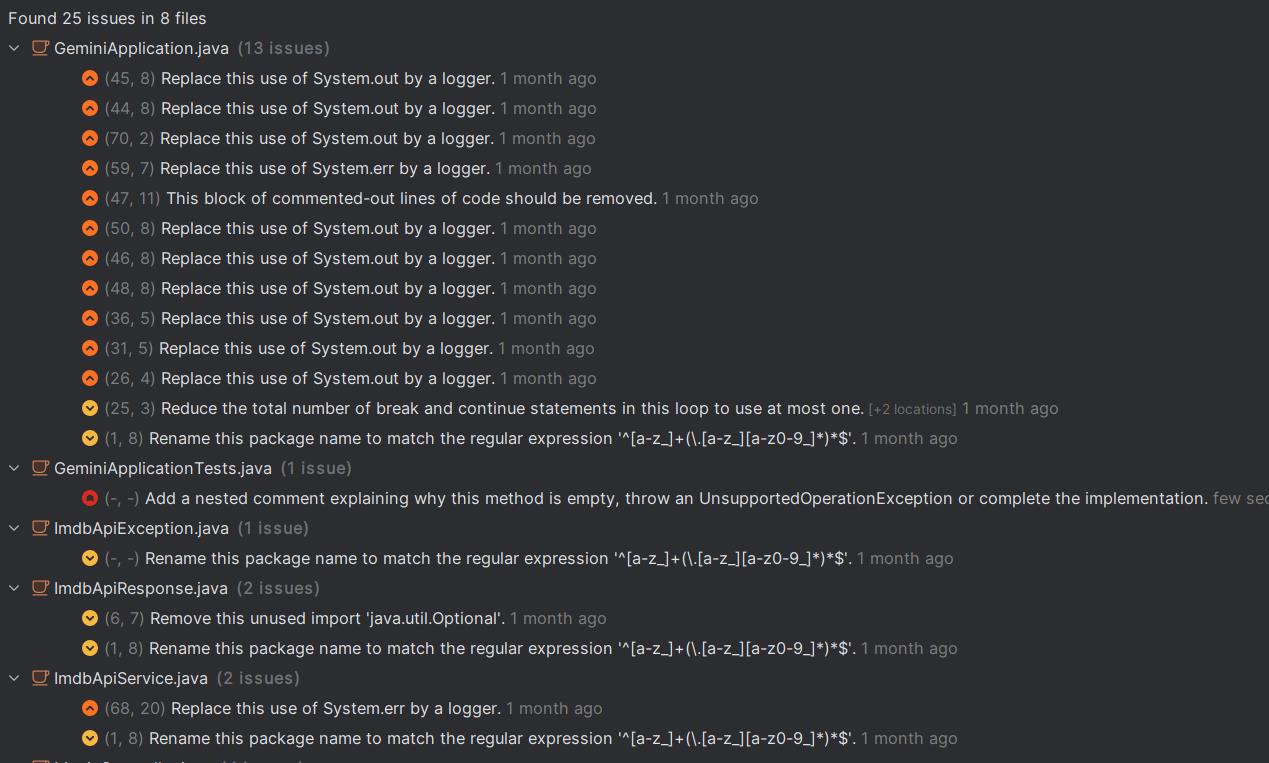 Found 25 issues in 8 files
GeminiApplication.java (13 issues)
(45, 8) Replace this use of System.out by a logger. 1 month ago
(44, 8) Replace this use of System.out by a logger. 1 month ago
(70, 2) Replace this use of System.out by a logger. 1 month ago
(59, 7) Replace this use of System.err by a logger. 1 month ago
(47, 11) This block of commented-out lines of code should be removed. 1 month ago
(50, 8) Replace this use of System.out by a logger. 1 month ago
(46, 8) Replace this use of System.out by a logger. 1 month ago
(48, 8) Replace this use of System.out by a logger. 1 month ago
(36, 5) Replace this use of System.out by a logger. 1 month ago
(31, 5) Replace this use of System.out by a logger. 1 month ago
(26, 4) Replace this use of System.out by a logger. 1 month ago
(25, 3) Reduce the total number of break and continue statements in this loop to use at most one. [+2 locations] 1 month ago
(1, 8) Rename this package name to match the regular expression '^[a-z_]+(\.[a-z_][a-z0-9_]*)*$'. 1 month ago
GeminiApplicationTests.java (1 issue)
(-, -) Add a nested comment explaining why this method is empty, throw an UnsupportedOperationException or complete the implementation. few sec
ImdbApiException.java (1 issue)
(-, -) Rename this package name to match the regular expression '^[a-z_]+(\.[a-z_][a-z0-9_]*)*$'. 1 month ago
ImdbApiResponse.java (2 issues)
(6, 7) Remove this unused import 'java.util.Optional'. 1 month ago
(1, 8) Rename this package name to match the regular expression '^[a-z_]+(\.[a-z_][a-z0-9_]*)*$'. 1 month ago
ImdbApiService.java (2 issues)
(68, 20) Replace this use of System.err by a logger. 1 month ago
(1, 8) Rename this package name to match the regular expression '^[a-z_]+(\.[a-z_][a-z0-9_]*)*$'. 1 month ago